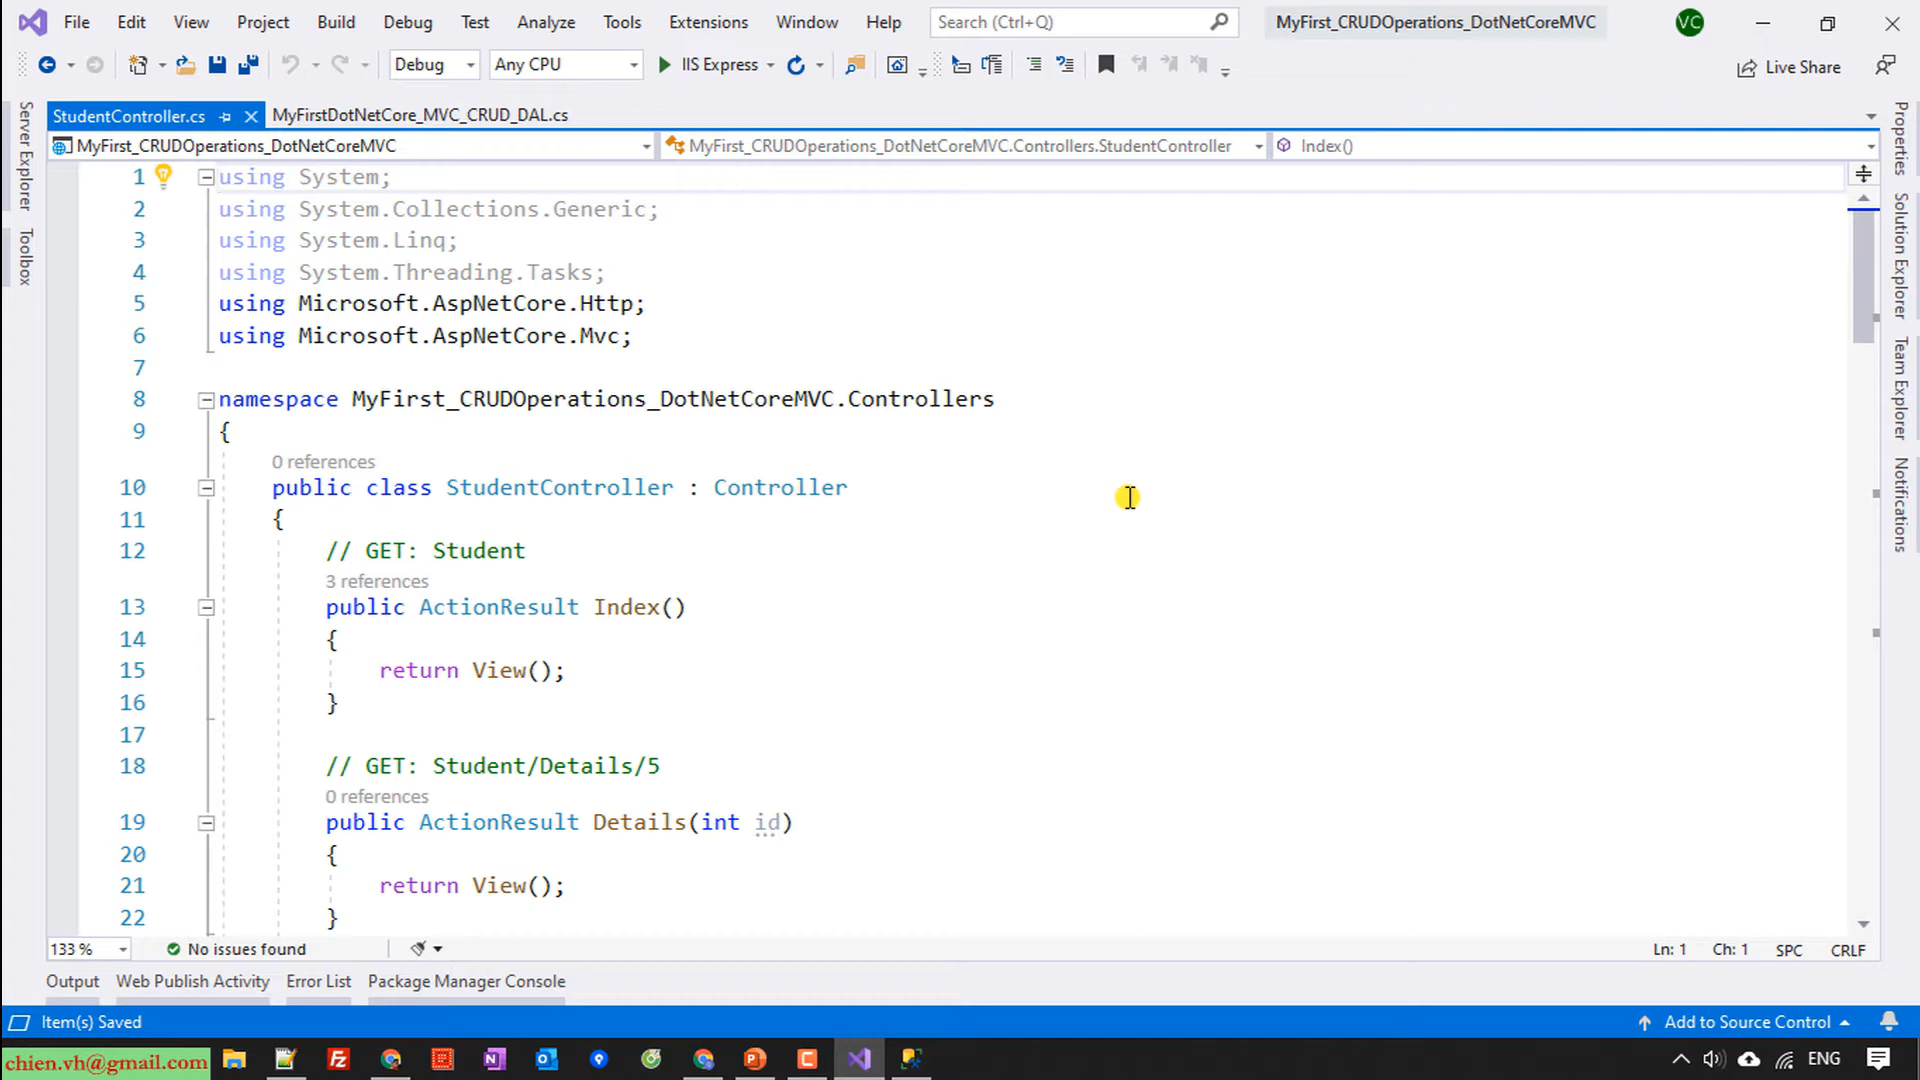 File Edit View Project Build Debug Test Analyze Tools Extensions Window Help Search (Ctrl+Q) MyFirst_CRUDOperations_DotNetCoreMVC VC
Debug Any CPU IIS Express Live Share
StudentController.cs MyFirstDotNetCore_MVC_CRUD_DAL.cs
MyFirst_CRUDOperations_DotNetCoreMVC MyFirst_CRUDOperations_DotNetCoreMVC.Controllers.StudentController Index()
Server Explorer
Toolbox
1 using System;
2 using System.Collections.Generic;
3 using System.Linq;
4 using System.Threading.Tasks;
5 using Microsoft.AspNetCore.Http;
6 using Microsoft.AspNetCore.Mvc;
7
8 namespace MyFirst_CRUDOperations_DotNetCoreMVC.Controllers
9 {
0 references
10 public class StudentController : Controller
11 {
12 // GET: Student
3 references
13 public ActionResult Index()
14 {
15 return View();
16 }
17
18 // GET: Student/Details/5
0 references
19 public ActionResult Details(int id)
20 {
21 return View();
22 }
Properties
Solution Explorer
Team Explorer
Notifications
133 % No issues found Ln: 1 Ch: 1 SPC CRLF
Output Web Publish Activity Error List Package Manager Console
Item(s) Saved Add to Source Control
chien.vh@gmail.com ENG